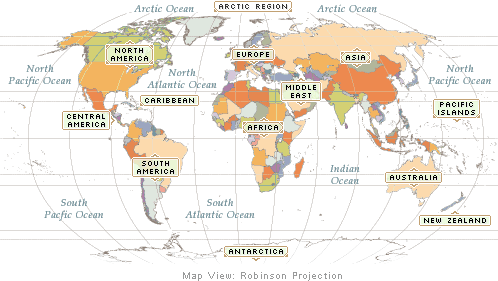 Arctic Ocean
ARCTIC REGION
Arctic Ocean
NORTH
AMERICA
EUROPE
ASIA
North
Pacific Ocean
North
Atlantic Ocean
North
Pacific Ocean
MIDDLE
EAST
CARIBBEAN
PACIFIC
ISLANDS
CENTRAL
AMERICA
AFRICA
SOUTH
AMERICA
Indian
Ocean
AUSTRALIA
South
Pacfic Ocean
South
Atlantic Ocean
NEW ZEALAND
ANTARCTICA
Map View: Robinson Projection